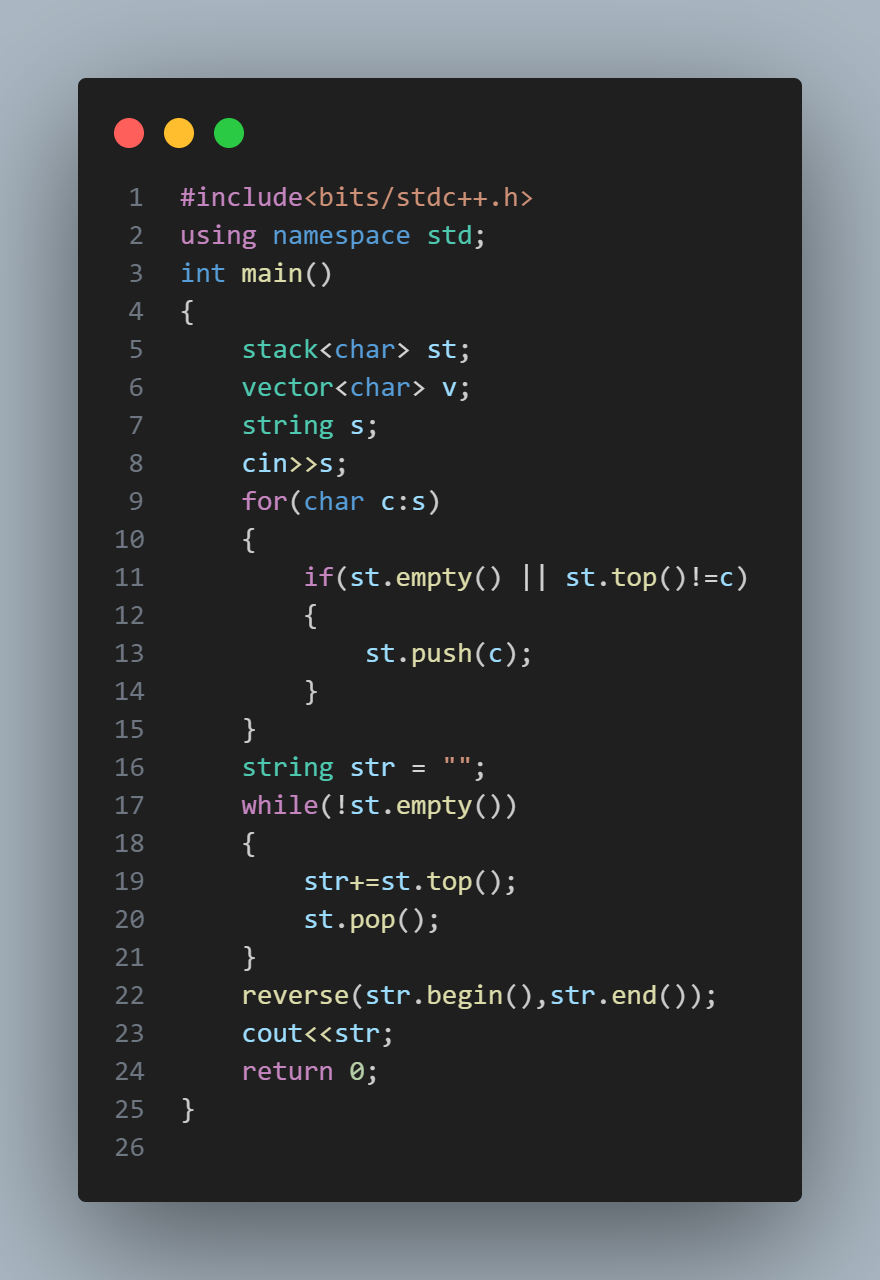 1 #include<bits/stdc++.h>
2 using namespace std;
3 int main()
4 {
5     stack<char> st;
6     vector<char> v;
7     string s;
8     cin>>s;
9     for(char c:s)
10     {
11         if(st.empty() || st.top()!=c)
12         {
13             st.push(c);
14         }
15     }
16     string str = "";
17     while(!st.empty())
18     {
19         str+=st.top();
20         st.pop();
21     }
22     reverse(str.begin(),str.end());
23     cout<<str;
24     return 0;
25 }
26